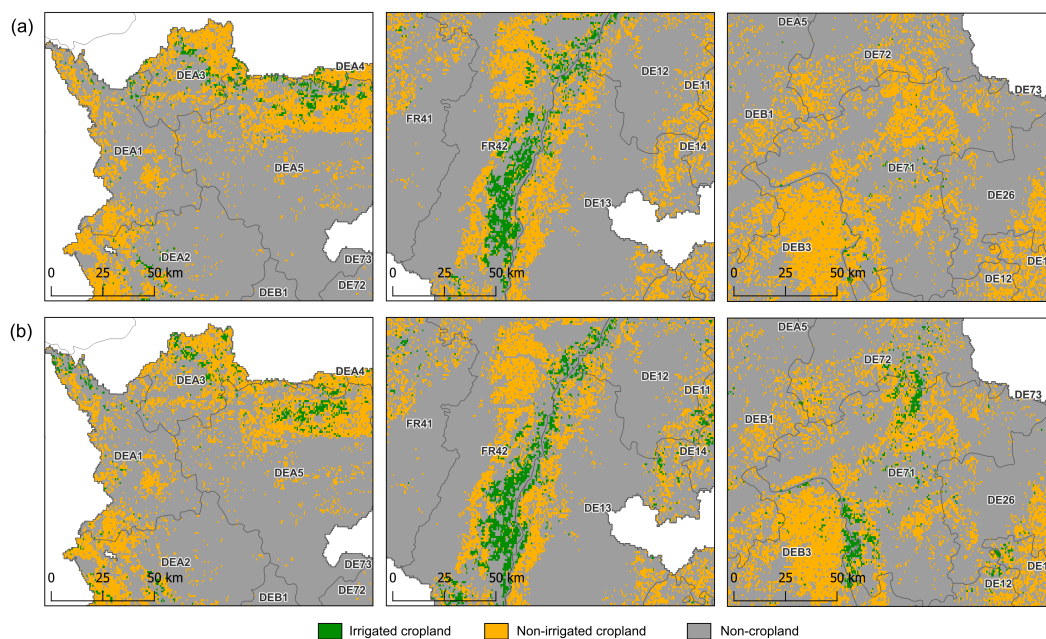 (a)
DEA3
DEA4
DEA1
DEA5
DEA2
DE73
DE72
DEB1
0 25 50 km
DE12
DE11
FR41
FR42
DE14
DE13
0 25 50 km
DEA5
DE72
DE73
DEB1
DE71
DE26
DEB3
DE12
DE1
0 25 50 km
(b)
DEA3
DEA4
DEA1
DEA5
DEA2
DE73
DE72
DEB1
0 25 50 km
DE12
DE11
FR41
FR42
DE14
DE13
0 25 50 km
DEA5
DE72
DE73
DEB1
DE71
DE26
DEB3
DE12
DE1
0 25 50 km
Irrigated cropland
Non-irrigated cropland
Non-cropland